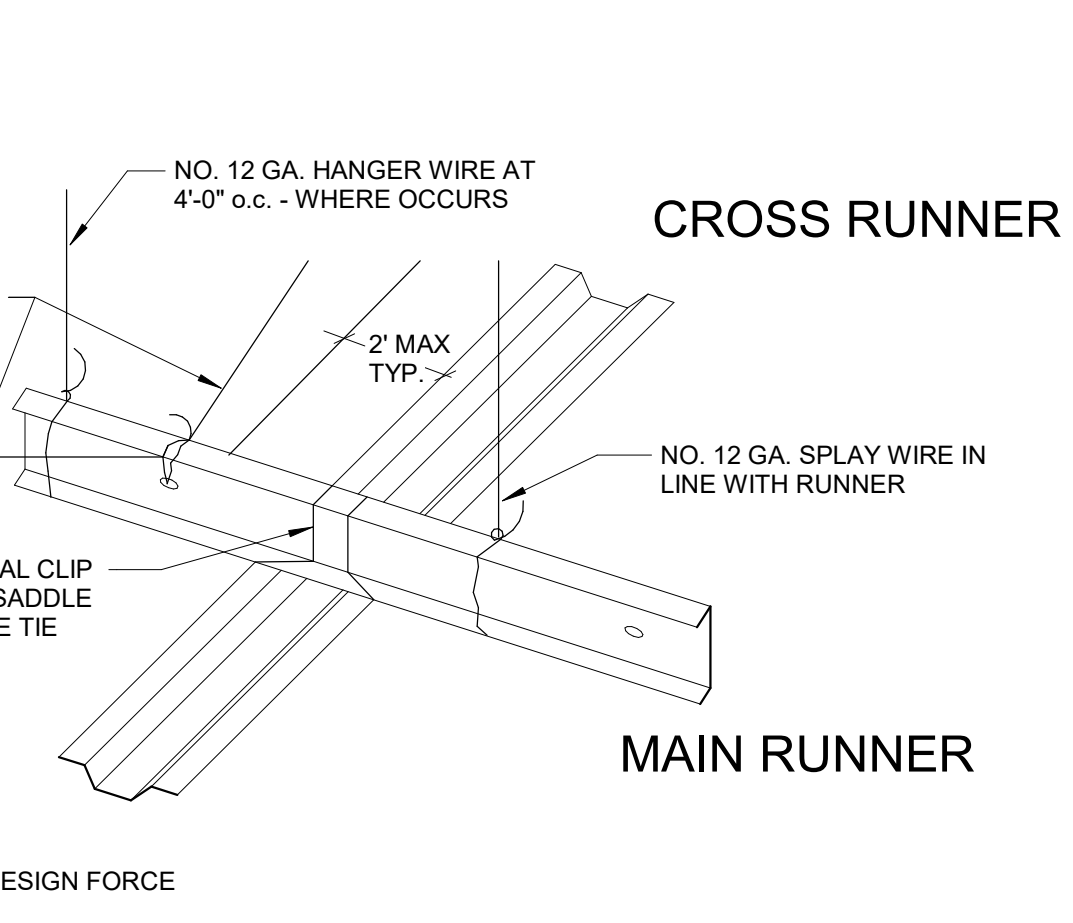 NO. 12 GA. HANGER WIRE AT
4'-0" o.c. - WHERE OCCURS
CROSS RUNNER
2' MAX
TYP.
NO. 12 GA. SPLAY WIRE IN
LINE WITH RUNNER
AL CLIP
SADDLE
E TIE
MAIN RUNNER
ESIGN FORCE